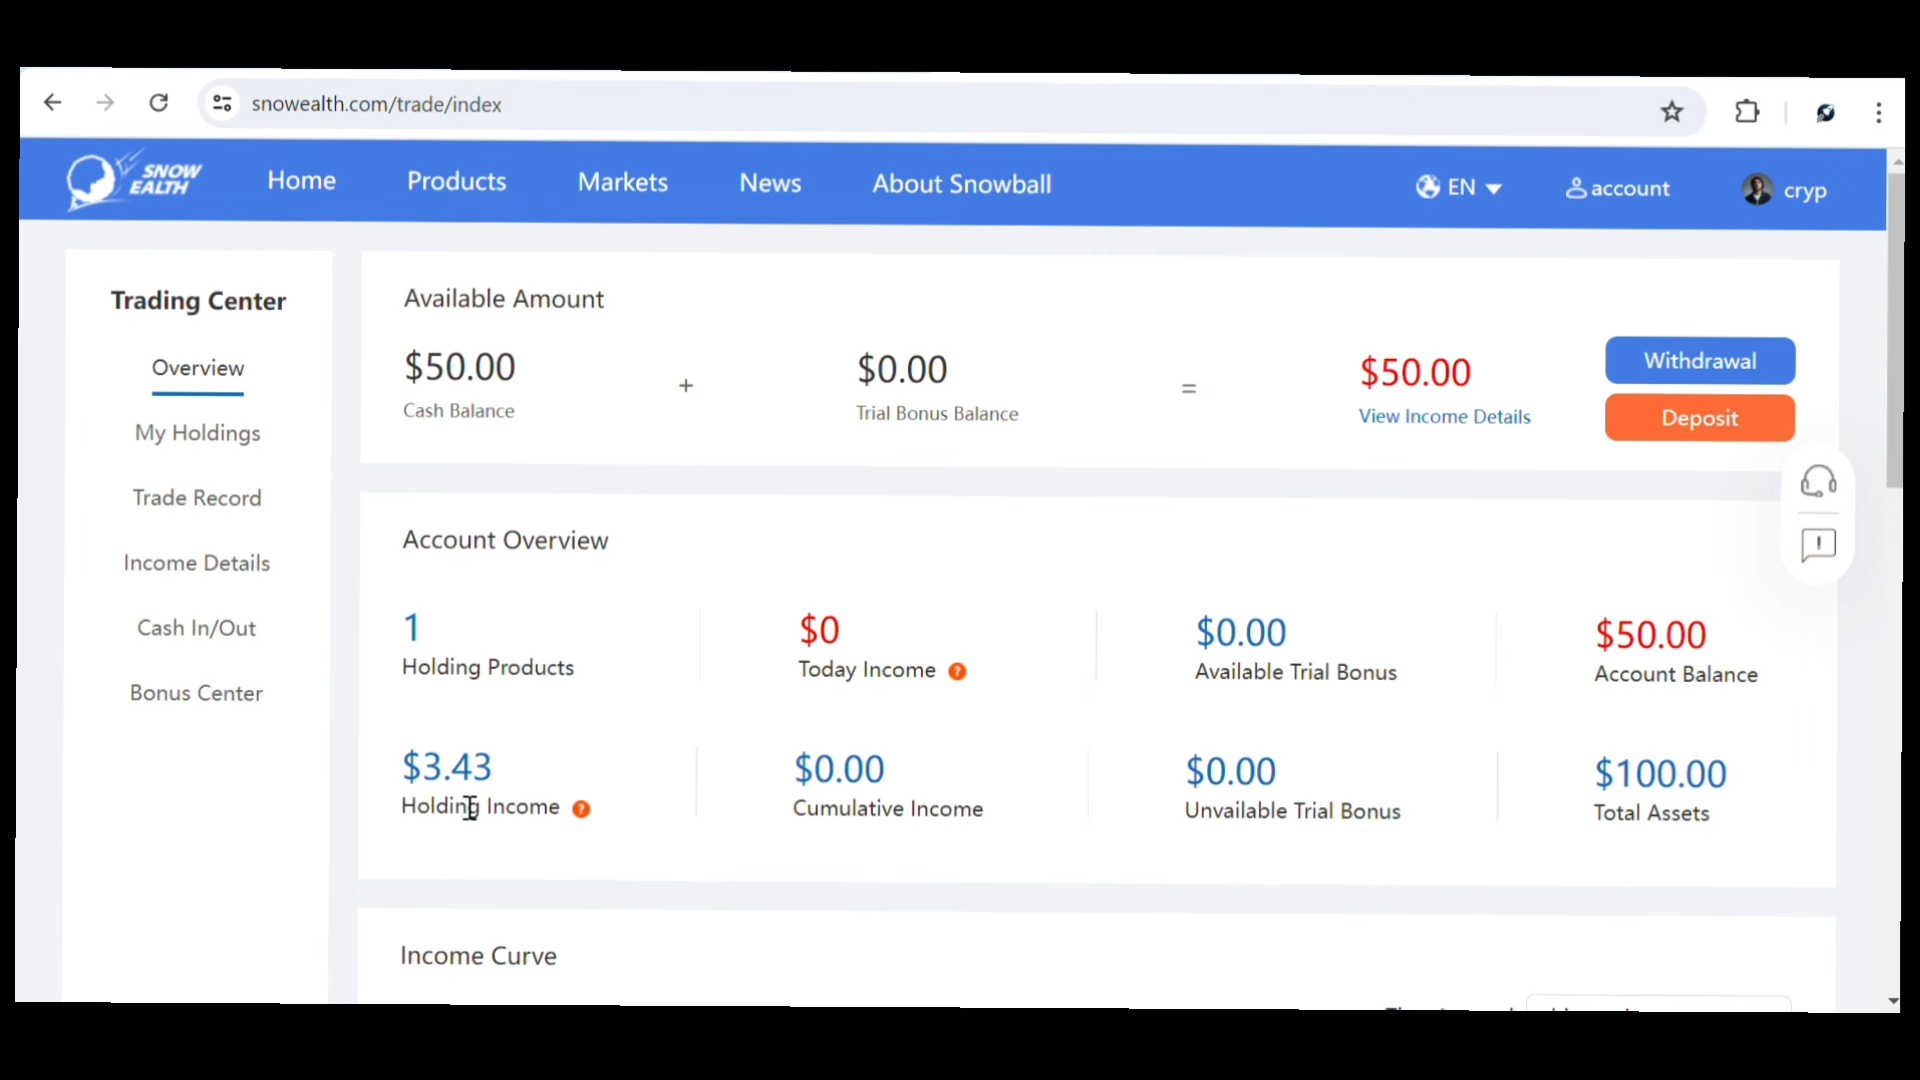 snowealth.com/trade/index
SNOW
EALTH
Home
Products
Markets
News
About Snowball
EN
account
cryp
Trading Center
Overview
My Holdings
Trade Record
Income Details
Cash In/Out
Bonus Center
Available Amount
$50.00
Cash Balance
+
$0.00
Trial Bonus Balance
=
$50.00
View Income Details
Withdrawal
Deposit
Account Overview
1
Holding Products
$0
Today Income ?
$0.00
Available Trial Bonus
$50.00
Account Balance
$3.43
Holding Income ?
$0.00
Cumulative Income
$0.00
Unvailable Trial Bonus
$100.00
Total Assets
Income Curve